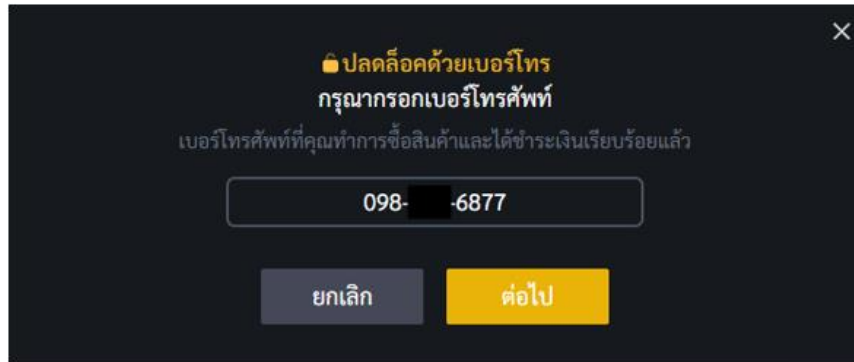 ปลดล็อคด้วยเบอร์โทร
กรุณากรอกเบอร์โทรศัพท์
เบอร์โทรศัพท์ที่คุณทำการซื้อสินค้าและได้ชำระเงินเรียบร้อยแล้ว
098- -6877
ยกเลิก
ต่อไป